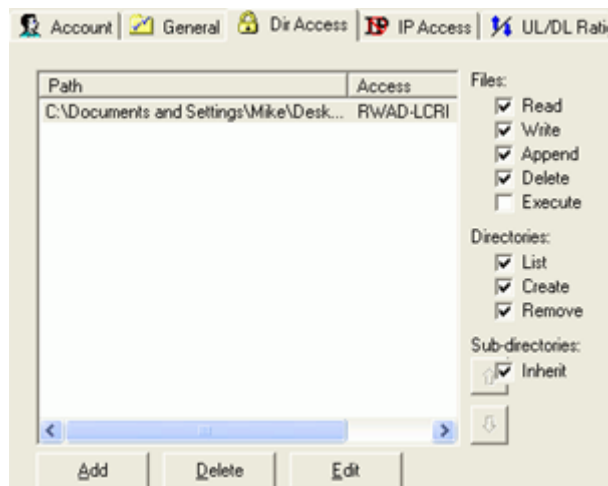 Account General Dir Access IP Access UL/DL Rati
Path Access
C:\Documents and Settings\Mike\Desk... RWAD-LCRI
Files:
Read
Write
Append
Delete
Execute
Directories:
List
Create
Remove
Sub-directories:
Inherit
Add Delete Edit